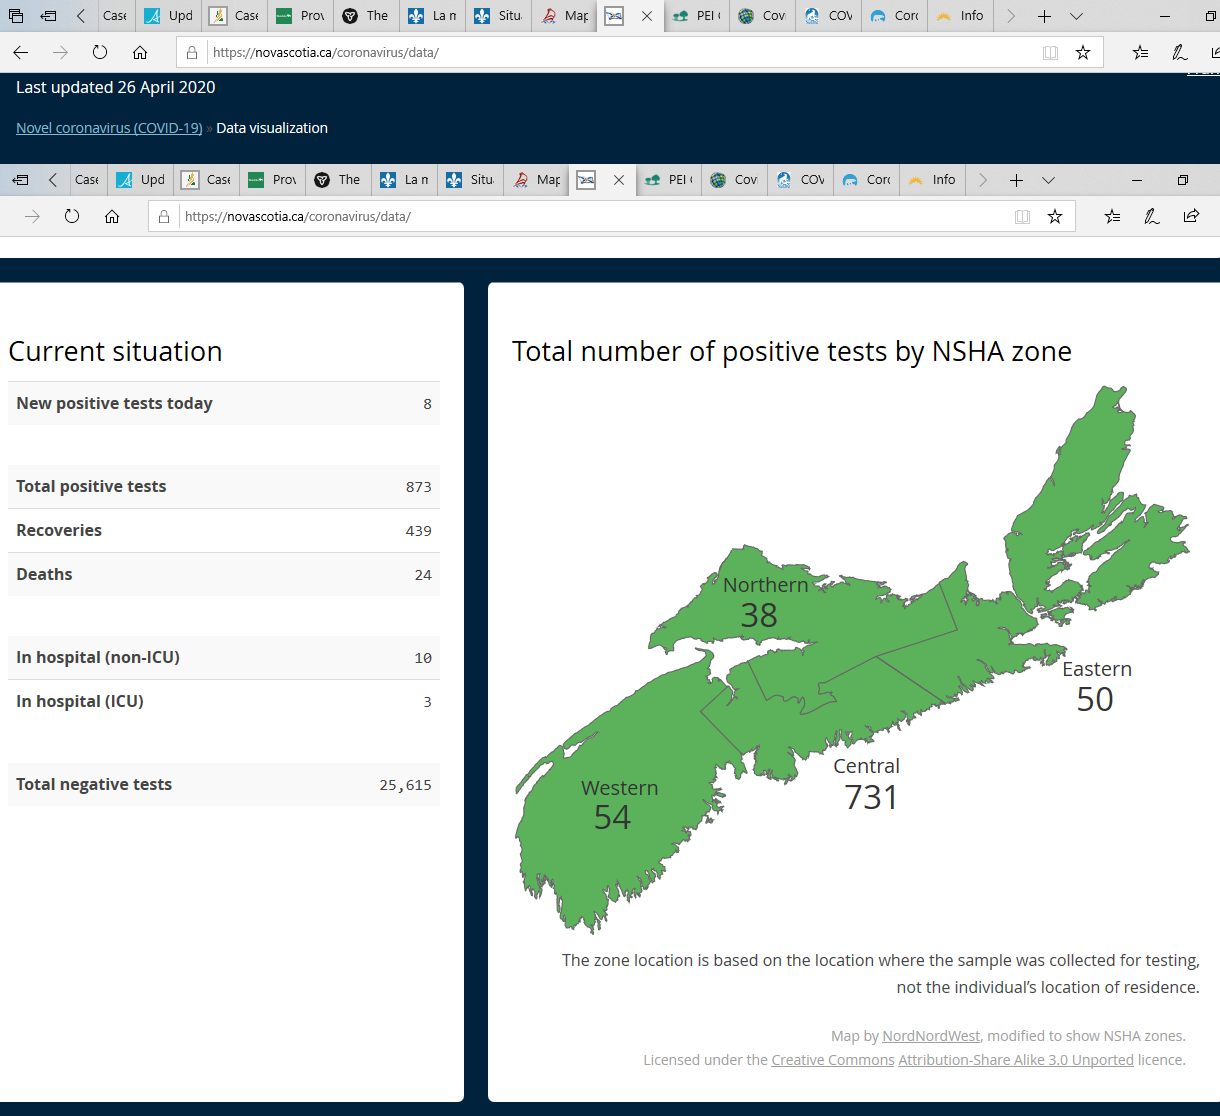 Case Upd Case Prov The La m Situ Map PEI Cov COV Corc Info
https://novascotia.ca/coronavirus/data/
Last updated 26 April 2020
Novel coronavirus (COVID-19) » Data visualization
Case Upd Case Prov The La m Situ Map PEI Cov COV Corc Info
https://novascotia.ca/coronavirus/data/
Current situation
New positive tests today 8
Total positive tests 873
Recoveries 439
Deaths 24
In hospital (non-ICU) 10
In hospital (ICU) 3
Total negative tests 25,615
Total number of positive tests by NSHA zone
Northern
38
Eastern
50
Central
731
Western
54
The zone location is based on the location where the sample was collected for testing,
not the individual’s location of residence.
Map by NordNordWest, modified to show NSHA zones.
Licensed under the Creative Commons Attribution-Share Alike 3.0 Unported licence.